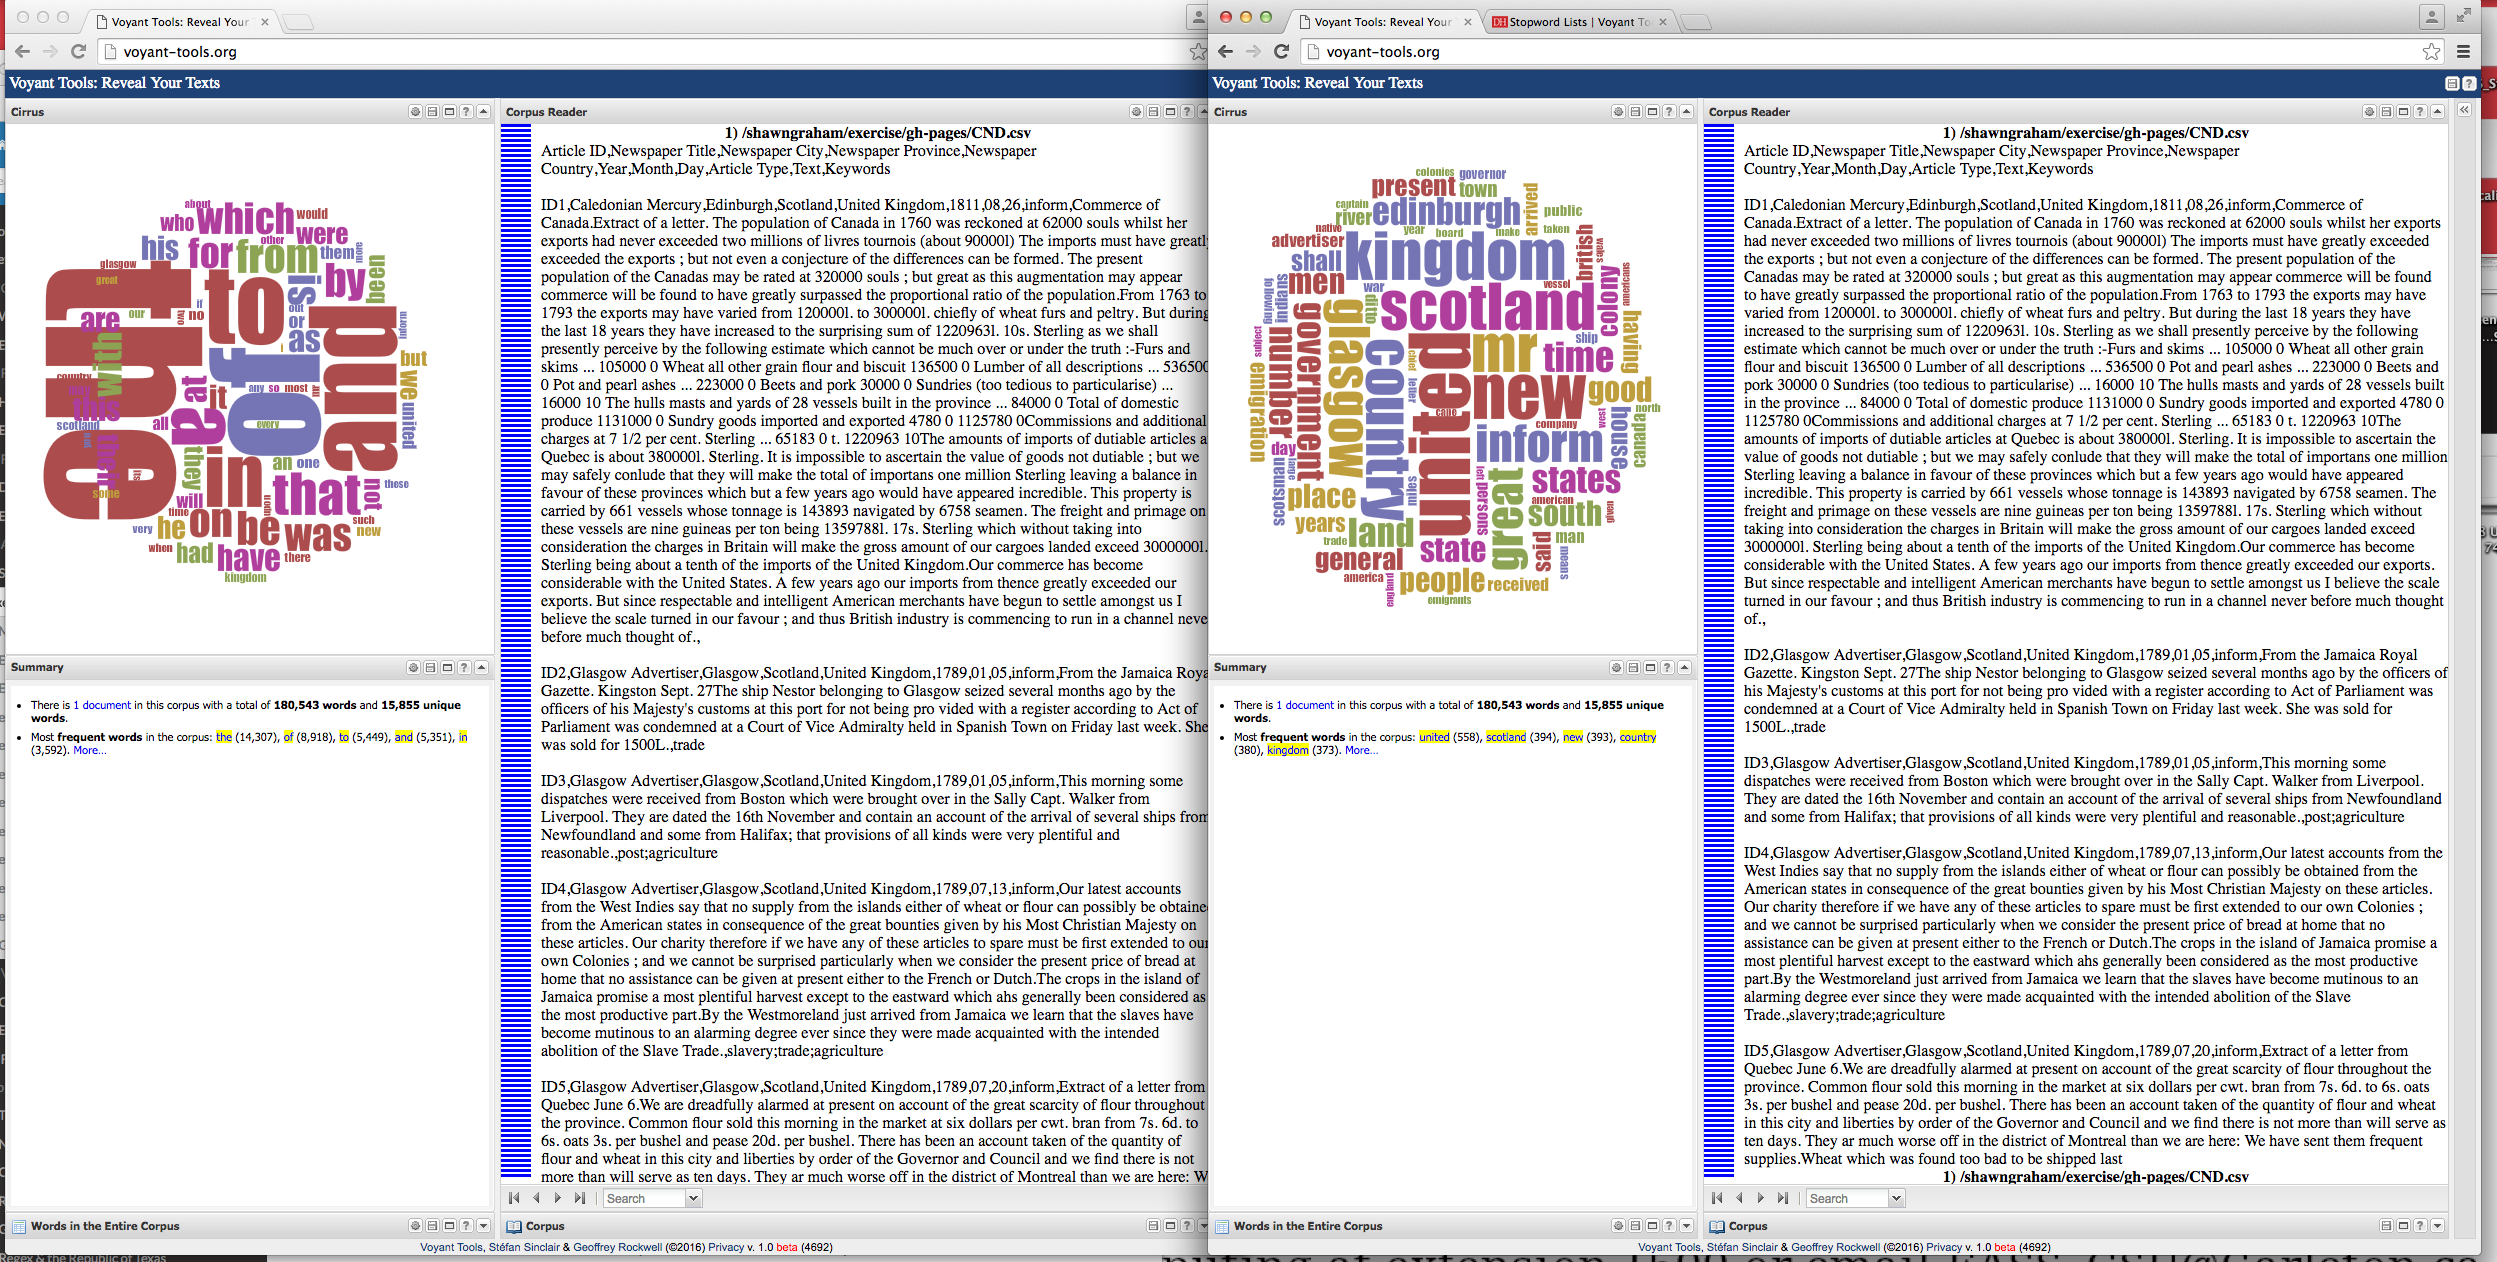 Voyant Tools: Reveal Your
voyant-tools.org
Voyant Tools: Reveal Your Texts
Cirrus
about
who which would
were
his for from other them more
glasgow
great
by been
the to is
if no two out or
are our
as
with
of and
inform
but
country
this at it any so most
we
scotland
all a
united
every
they an one
its
some in that not these
will upon
time such
very he on be was new
when had have there
kingdom
Summary
There is 1 document in this corpus with a total of 180,543 words and 15,855 unique
words.
Most frequent words in the corpus: the (14,307), of (8,918), to (5,449), and (5,351), in
(3,592). More...
Words in the Entire Corpus
Corpus Reader
1) /shawngraham/exercise/gh-pages/CND.csv
Article ID,Newspaper Title,Newspaper City,Newspaper Province,Newspaper
Country,Year,Month,Day,Article Type,Text,Keywords
ID1,Caledonian Mercury,Edinburgh,Scotland,United Kingdom,1811,08,26,inform,Commerce of
Canada.Extract of a letter. The population of Canada in 1760 was reckoned at 62000 souls whilst her
exports had never exceeded two millions of livres tournois (about 90000l) The imports must have greatl
exceeded the exports ; but not even a conjecture of the differences can be formed. The present
population of the Canadas may be rated at 320000 souls ; but great as this augmentation may appear
commerce will be found to have greatly surpassed the proportional ratio of the population.From 1763 to
1793 the exports may have varied from 120000l. to 300000l. chiefly of wheat furs and peltry. But during
the last 18 years they have increased to the surprising sum of 1220963l. 10s. Sterling as we shall
presently perceive by the following estimate which cannot be much over or under the truth :-Furs and
skims ... 105000 0 Wheat all other grain flour and biscuit 136500 0 Lumber of all descriptions ... 536500
0 Pot and pearl ashes ... 223000 0 Beets and pork 30000 0 Sundries (too tedious to particularise) ...
16000 10 The hulls masts and yards of 28 vessels built in the province ... 84000 0 Total of domestic
produce 1131000 0 Sundry goods imported and exported 4780 0 1125780 0Commissions and additional
charges at 7 1/2 per cent. Sterling ... 65183 0 t. 1220963 10The amounts of imports of dutiable articles a
Quebec is about 3800000l. Sterling. It is impossible to ascertain the value of goods not dutiable ; but we
may safely conlude that they will make the total of importans one million Sterling leaving a balance in
favour of these provinces which but a few years ago would have appeared incredible. This property is
carried by 661 vessels whose tonnage is 143893 navigated by 6758 seamen. The freight and primage on
these vessels are nine guineas per ton being 1359788l. 17s. Sterling which without taking into
consideration the charges in Britain will make the gross amount of our cargoes landed exceed 3000000l.
Sterling being about a tenth of the imports of the United Kingdom.Our commerce has become
considerable with the United States. A few years ago our imports from thence greatly exceeded our
exports. But since respectable and intelligent American merchants have begun to settle amongst us I
believe the scale turned in our favour ; and thus British industry is commencing to run in a channel neve
before much thought of.,
ID2,Glasgow Advertiser,Glasgow,Scotland,United Kingdom,1789,01,05,inform,From the Jamaica Roya
Gazette. Kingston Sept. 27The ship Nestor belonging to Glasgow seized several months ago by the
officers of his Majesty's customs at this port for not being pro vided with a register according to Act of
Parliament was condemned at a Court of Vice Admiralty held in Spanish Town on Friday last week. She
was sold for 1500L.,trade
ID3,Glasgow Advertiser,Glasgow,Scotland,United Kingdom,1789,01,05,inform,This morning some
dispatches were received from Boston which were brought over in the Sally Capt. Walker from
Liverpool. They are dated the 16th November and contain an account of the arrival of several ships from
Newfoundland and some from Halifax; that provisions of all kinds were very plentiful and
reasonable.,post;agriculture
ID4,Glasgow Advertiser,Glasgow,Scotland,United Kingdom,1789,07,13,inform,Our latest accounts
from the West Indies say that no supply from the islands either of wheat or flour can possibly be obtaine
from the American states in consequence of the great bounties given by his Most Christian Majesty on
these articles. Our charity therefore if we have any of these articles to spare must be first extended to our
own Colonies ; and we cannot be surprised particularly when we consider the present price of bread at
home that no assistance can be given at present either to the French or Dutch.The crops in the island of
Jamaica promise a most plentiful harvest except to the eastward which ahs generally been considered as
the most productive part.By the Westmoreland just arrived from Jamaica we learn that the slaves have
become mutinous to an alarming degree ever since they were made acquainted with the intended
abolition of the Slave Trade.,slavery;trade;agriculture
ID5,Glasgow Advertiser,Glasgow,Scotland,United Kingdom,1789,07,20,inform,Extract of a letter from
Quebec June 6.We are dreadfully alarmed at present on account of the great scarcity of flour throughout
the province. Common flour sold this morning in the market at six dollars per cwt. bran from 7s. 6d. to
6s. oats 3s. per bushel and pease 20d. per bushel. There has been an account taken of the quantity of
flour and wheat in this city and liberties by order of the Governor and Council and we find there is not
more than will serve as ten days. They ar much worse off in the district of Montreal than we are here: W
Search
Corpus
Voyant Tools, Stéfan Sinclair & Geoffrey Rockwell (©2016) Privacy v. 1.0 beta (4692)
Voyant Tools: Reveal Your
DH Stopword Lists | Voyant To
voyant-tools.org
Voyant Tools: Reveal Your Texts
Cirrus
colonies governor
present town arrived
captain
river edinburgh public
native year board make taken
advertiser kingdom british wales
shall
following indians men war vessel colony americans
government ditto scotland
number glasgow country chief mr ship having
subject time
emigration letter united new good
cane west north
company house canada
day large inform
scotsman miles left persons states
place great american given
years south
trade land said man
general state means
america england people received
emigrants
Summary
There is 1 document in this corpus with a total of 180,543 words and 15,855 unique
words.
Most frequent words in the corpus: united (558), scotland (394), new (393), country
(380), kingdom (373). More...
Words in the Entire Corpus
Corpus Reader
1) /shawngraham/exercise/gh-pages/CND.csv
Article ID,Newspaper Title,Newspaper City,Newspaper Province,Newspaper
Country,Year,Month,Day,Article Type,Text,Keywords
ID1,Caledonian Mercury,Edinburgh,Scotland,United Kingdom,1811,08,26,inform,Commerce of
Canada.Extract of a letter. The population of Canada in 1760 was reckoned at 62000 souls whilst her
exports had never exceeded two millions of livres tournois (about 90000l) The imports must have greatly exceeded
the exports ; but not even a conjecture of the differences can be formed. The present population of the
Canadas may be rated at 320000 souls ; but great as this augmentation may appear commerce will be found
to have greatly surpassed the proportional ratio of the population.From 1763 to 1793 the exports may have
varied from 120000l. to 300000l. chiefly of wheat furs and peltry. But during the last 18 years they have
increased to the surprising sum of 1220963l. 10s. Sterling as we shall presently perceive by the following
estimate which cannot be much over or under the truth :-Furs and skims ... 105000 0 Wheat all other grain
flour and biscuit 136500 0 Lumber of all descriptions ... 536500 0 Pot and pearl ashes ... 223000 0 Beets and
pork 30000 0 Sundries (too tedious to particularise) ... 16000 10 The hulls masts and yards of 28 vessels built
in the province ... 84000 0 Total of domestic produce 1131000 0 Sundry goods imported and exported 4780 0
1125780 0Commissions and additional charges at 7 1/2 per cent. Sterling ... 65183 0 t. 1220963 10The
amounts of imports of dutiable articles at Quebec is about 3800000l. Sterling. It is impossible to ascertain the
value of goods not dutiable ; but we may safely conlude that they will make the total of importans one million
Sterling leaving a balance in favour of these provinces which but a few years ago would have appeared
incredible. This property is carried by 661 vessels whose tonnage is 143893 navigated by 6758 seamen. The
freight and primage on these vessels are nine guineas per ton being 1359788l. 17s. Sterling which without
taking into consideration the charges in Britain will make the gross amount of our cargoes landed exceed
3000000l. Sterling being about a tenth of the imports of the United Kingdom.Our commerce has become
considerable with the United States. A few years ago our imports from thence greatly exceeded our exports.
But since respectable and intelligent American merchants have begun to settle amongst us I believe the scale
turned in our favour ; and thus British industry is commencing to run in a channel never before much thought
of.,
ID2,Glasgow Advertiser,Glasgow,Scotland,United Kingdom,1789,01,05,inform,From the Jamaica Royal
Gazette. Kingston Sept. 27The ship Nestor belonging to Glasgow seized several months ago by the officers of
his Majesty's customs at this port for not being pro vided with a register according to Act of Parliament was
condemned at a Court of Vice Admiralty held in Spanish Town on Friday last week. She was sold for
1500L.,trade
ID3,Glasgow Advertiser,Glasgow,Scotland,United Kingdom,1789,01,05,inform,This morning some
dispatches were received from Boston which were brought over in the Sally Capt. Walker from Liverpool.
They are dated the 16th November and contain an account of the arrival of several ships from Newfoundland
and some from Halifax; that provisions of all kinds were very plentiful and reasonable.,post;agriculture
ID4,Glasgow Advertiser,Glasgow,Scotland,United Kingdom,1789,07,13,inform,Our latest accounts from the
West Indies say that no supply from the islands either of wheat or flour can possibly be obtained from the
American states in consequence of the great bounties given by his Most Christian Majesty on these articles.
Our charity therefore if we have any of these articles to spare must be first extended to our own Colonies ;
and we cannot be surprised particularly when we consider the present price of bread at home that no
assistance can be given at present either to the French or Dutch.The crops in the island of Jamaica promise a
most plentiful harvest except to the eastward which ahs generally been considered as the most productive
part.By the Westmoreland just arrived from Jamaica we learn that the slaves have become mutinous to an
alarming degree ever since they were made acquainted with the intended abolition of the Slave
Trade.,slavery;trade;agriculture
ID5,Glasgow Advertiser,Glasgow,Scotland,United Kingdom,1789,07,20,inform,Extract of a letter from
Quebec June 6.We are dreadfully alarmed at present on account of the great scarcity of flour throughout the
province. Common flour sold this morning in the market at six dollars per cwt. bran from 7s. 6d. to 6s. oats
3s. per bushel and pease 20d. per bushel. There has been an account taken of the quantity of flour and wheat
in this city and liberties by order of the Governor and Council and we find there is not more than will serve as
ten days. They ar much worse off in the district of Montreal than we are here: We have sent them frequent
supplies.Wheat which was found too bad to be shipped last
1) /shawngraham/exercise/gh-pages/CND.csv
Search
Corpus
Voyant Tools, Stéfan Sinclair & Geoffrey Rockwell (©2016) Privacy v. 1.0 beta (4692)